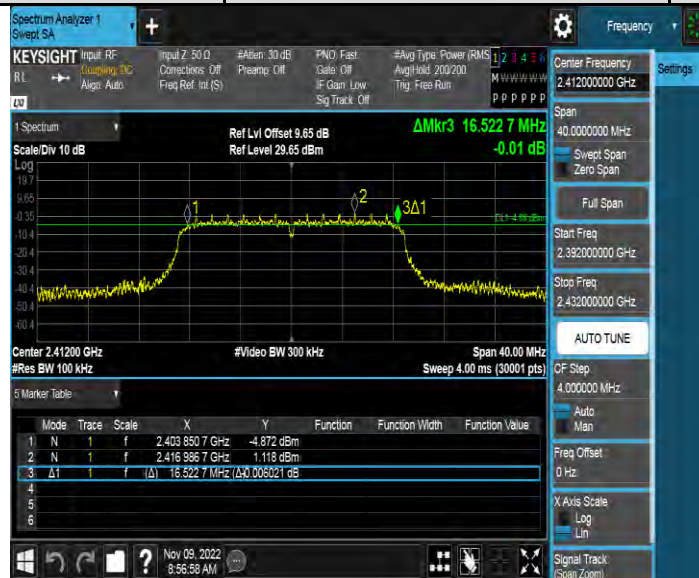 Spectrum Analyzer 1
Swept SA
+
Frequency
KEYSIGHT
Input: RF
Coupling: DC
Align: Auto
Input Z: 50 Ω
Corrections: Off
Freq Ref: Int (S)
#Atten: 30 dB
Preamp: Off
PNO: Fast
Gate: Off
IF Gain: Low
Sig Track: Off
#Avg Type: Power (RMS
Avg|Hold: 200/200
Trig: Free Run
1 2 3 4 5 6
M W W W W W
P P P P P P
RL
Center Frequency
2.412000000 GHz
Settings
Span
40.0000000 MHz
Swept Span
Zero Span
Full Span
Start Freq
2.392000000 GHz
Stop Freq
2.432000000 GHz
AUTO TUNE
CF Step
4.000000 MHz
Auto
Man
Freq Offset
0 Hz
X Axis Scale
Log
Lin
Signal Track
(Span Zoom)
1 Spectrum
Scale/Div 10 dB
Ref Lvl Offset 9.65 dB
Ref Level 29.65 dBm
ΔMkr3 16.522 7 MHz
-0.01 dB
Log
19.7
9.65
-0.35
-10.4
-20.4
-30.4
-40.4
-50.4
-60.4
1
2
3Δ1
Center 2.41200 GHz
#Res BW 100 kHz
#Video BW 300 kHz
Span 40.00 MHz
Sweep 4.00 ms (30001 pts)
5 Marker Table
Mode Trace Scale X Y Function Function Width Function Value
1 N 1 f 2.403 850 7 GHz -4.872 dBm
2 N 1 f 2.416 986 7 GHz 1.118 dBm
3 Δ1 1 f (Δ) 16.522 7 MHz (Δ) -0.006021 dB
4
5
6
?
Nov 09, 2022
8:56:58 AM